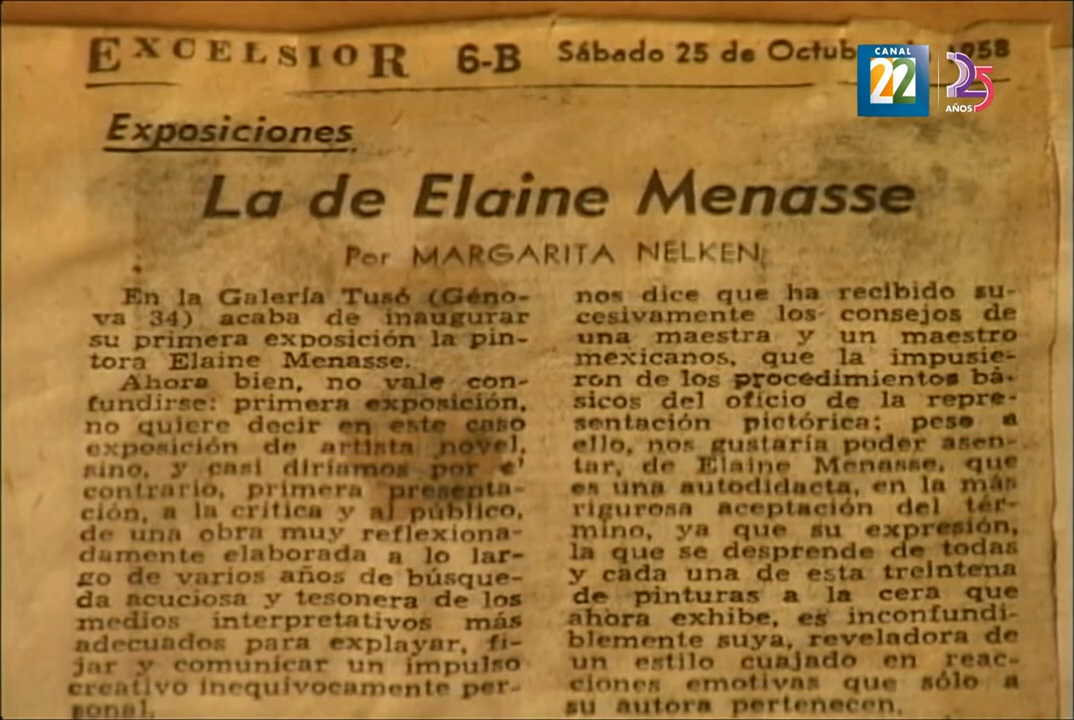 EXCELSIOR 6-B Sábado 25 de 1958
CANAL 22 25 AÑOS
Exposiciones
La de Elaine Menasse
Por MARGARITA NELKEN
En la Galería Tusó (Géno-
va 34) acaba de inaugurar
su primera exposición la pin-
tora Elaine Menasse.
Ahora bien, no vale con-
fundirse: primera exposición,
no quiere decir en este caso
exposición de artista novel,
sino, y casi diríamos por e'
contrario, primera presenta-
ción, a la crítica y al público,
de una obra muy reflexiona-
damente elaborada a lo lar-
go de varios años de búsque-
da acuciosa y tesonera de los
medios interpretativos más
adecuados para explayar, fi-
jar y comunicar un impulso
creativo inequívocamente per-
sonal.
nos dice que ha recibido su-
cesivamente los consejos de
una maestra y un maestro
mexicanos, que la impusie-
ron de los procedimientos bá-
sicos del oficio de la repre-
sentación pictórica; pese a
ello, nos gustaría poder asen-
tar, de Elaine Menasse, que
es una autodidacta, en la más
rigurosa aceptación del tér-
mino, ya que su expresión,
la que se desprende de todas
y cada una de esta treintena
de pinturas a la cera que
ahora exhibe, es inconfundi-
blemente suya, reveladora de
un estilo cuajado en reac-
ciones emotivas que sólo a
su autora pertenecen.